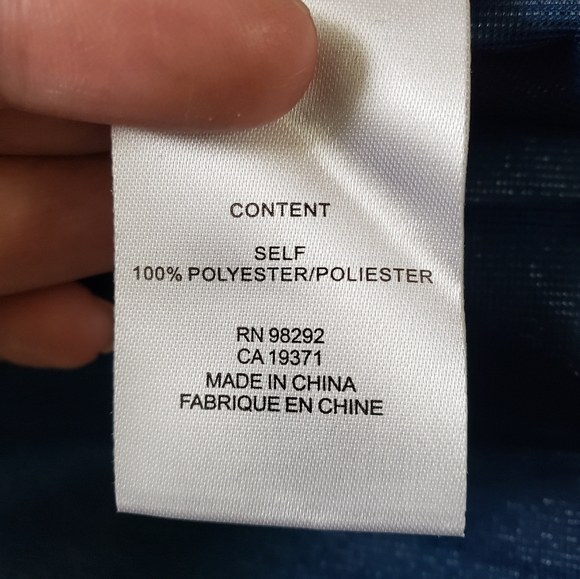 CONTENT
SELF
100% POLYESTER/POLIESTER
RN 98292
CA 19371
MADE IN CHINA
FABRIQUE EN CHINE